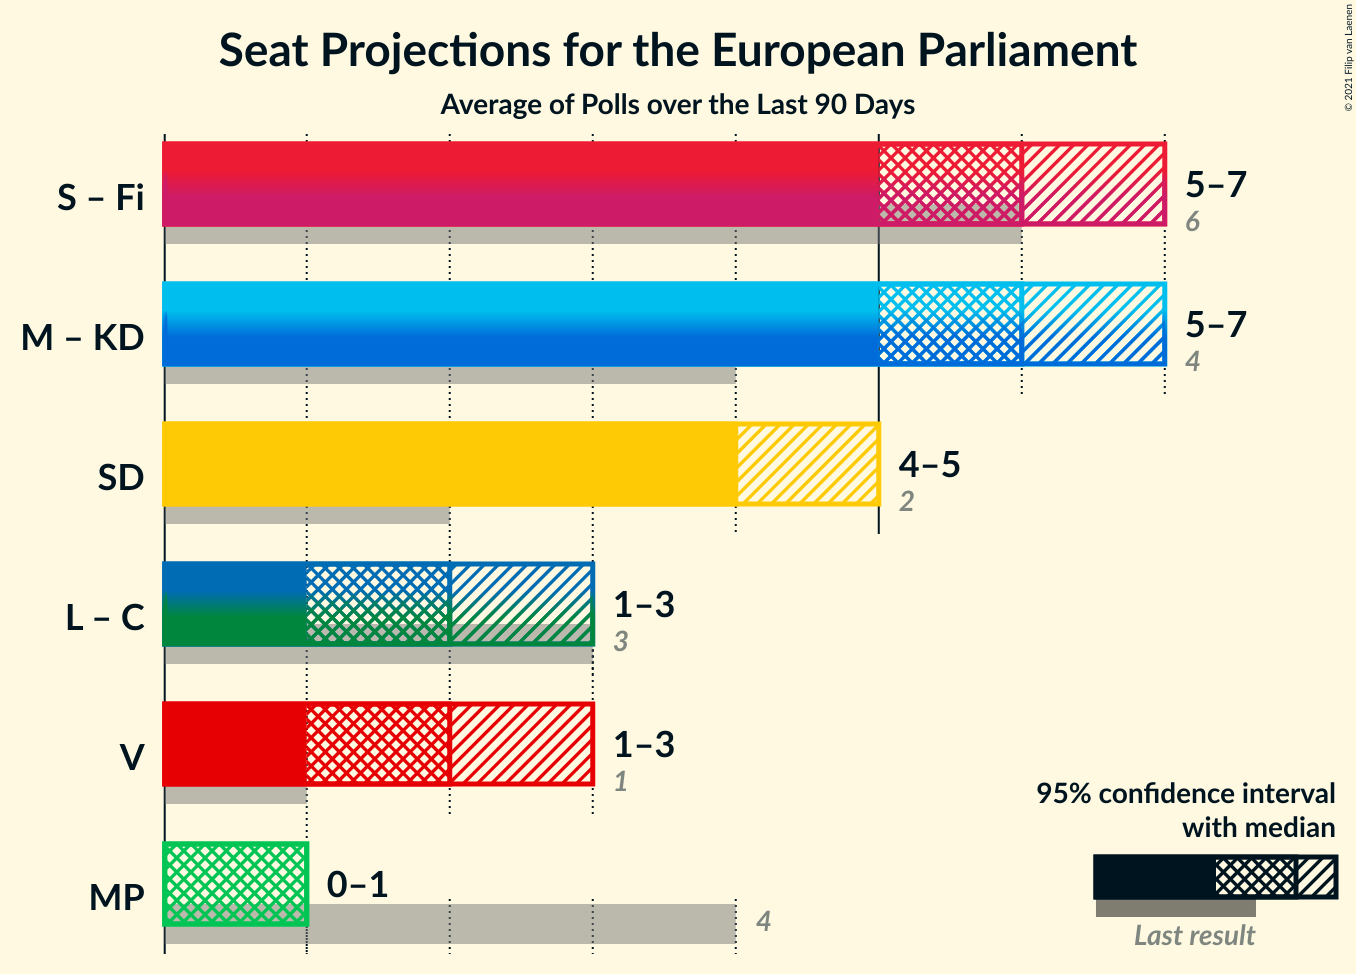 Seat Projections for the European Parliament
Average of Polls over the Last 90 Days
© 2021 Filip van Laenen
S – Fi
5–7
6
M – KD
5–7
4
SD
4–5
2
L – C
1–3
3
V
1–3
1
MP
0–1
4
95% confidence interval
with median
Last result